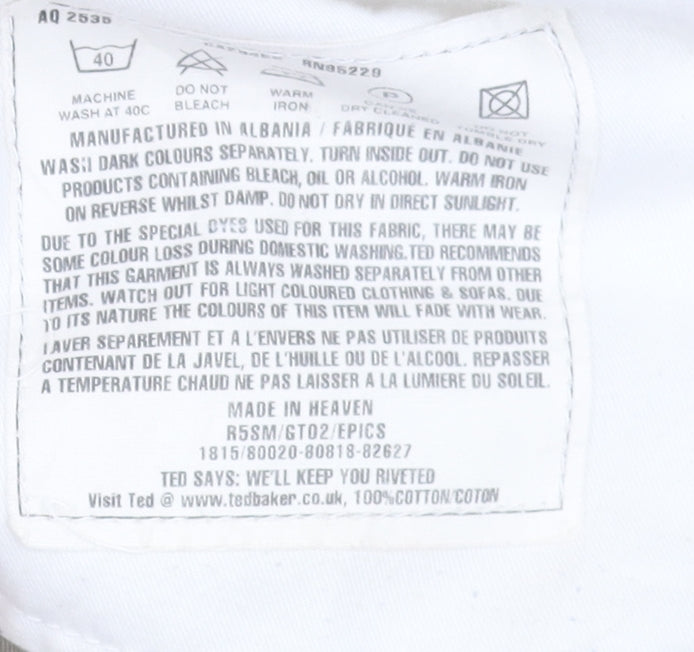 AQ 2535
RN95229
40
MACHINE
WASH AT 40C
DO NOT
BLEACH
WARM
IRON
P
DRY CLEANED
DO NOT
TUMBLE DRY
MANUFACTURED IN ALBANIA / FABRIQUE EN ALBANIE
WASH DARK COLOURS SEPARATELY. TURN INSIDE OUT. DO NOT USE
PRODUCTS CONTAINING BLEACH, OIL OR ALCOHOL. WARM IRON
ON REVERSE WHILST DAMP. DO NOT DRY IN DIRECT SUNLIGHT.
DUE TO THE SPECIAL DYES USED FOR THIS FABRIC, THERE MAY BE
SOME COLOUR LOSS DURING DOMESTIC WASHING. TED RECOMMENDS
THAT THIS GARMENT IS ALWAYS WASHED SEPARATELY FROM OTHER
ITEMS. WATCH OUT FOR LIGHT COLOURED CLOTHING & SOFAS. DUE
TO ITS NATURE THE COLOURS OF THIS ITEM WILL FADE WITH WEAR.
LAVER SEPAREMENT ET A L'ENVERS NE PAS UTILISER DE PRODUITS
CONTENANT DE LA JAVEL, DE L'HUILLE OU DE L'ALCOOL. REPASSER
A TEMPERATURE CHAUD NE PAS LAISSER A LA LUMIERE DU SOLEIL.
MADE IN HEAVEN
R5SM/GT02/EPICS
1815/80020-80818-82627
TED SAYS: WE'LL KEEP YOU RIVETED
Visit Ted @ www.tedbaker.co.uk, 100%COTTON/COTON